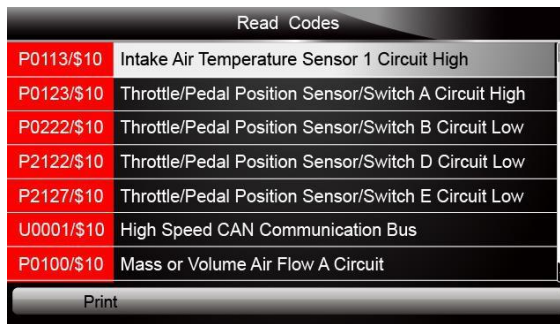 Read Codes
P0113/$10 Intake Air Temperature Sensor 1 Circuit High
P0123/$10 Throttle/Pedal Position Sensor/Switch A Circuit High
P0222/$10 Throttle/Pedal Position Sensor/Switch B Circuit Low
P2122/$10 Throttle/Pedal Position Sensor/Switch D Circuit Low
P2127/$10 Throttle/Pedal Position Sensor/Switch E Circuit Low
U0001/$10 High Speed CAN Communication Bus
P0100/$10 Mass or Volume Air Flow A Circuit
Print